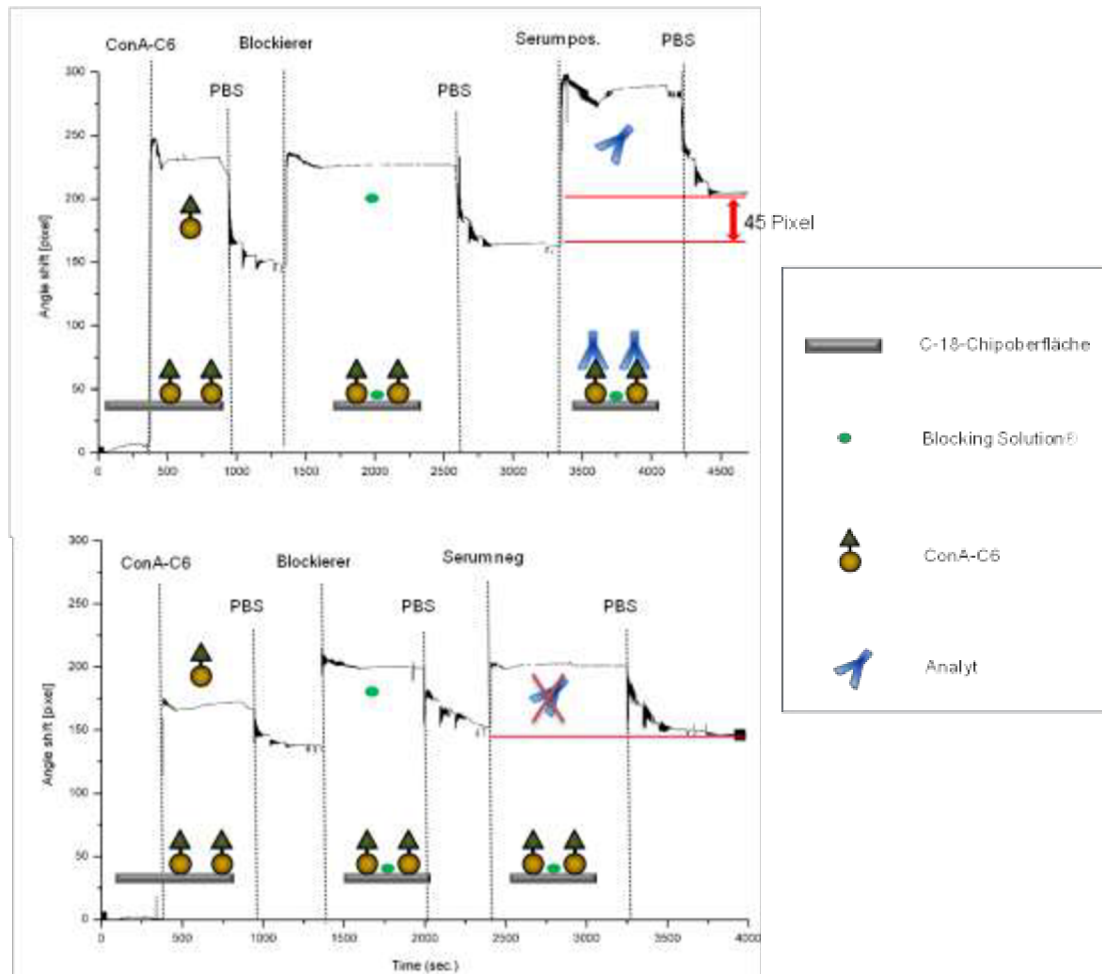 ConA-C6 Blockierer Serum pos. PBS
PBS PBS
300
250
200
150
100
50
0
Angle shift [pixel]
45 Pixel
0 500 1000 1500 2000 2500 3000 3500 4000 4500
C-18-Chipoberfläche
Blocking Solution®
ConA-C6
Analyt
ConA-C6 Blockierer Serum neg
PBS PBS PBS
300
250
200
150
100
50
0
Angle shift [pixel]
0 500 1000 1500 2000 2500 3000 3500 4000
Time (sec.)